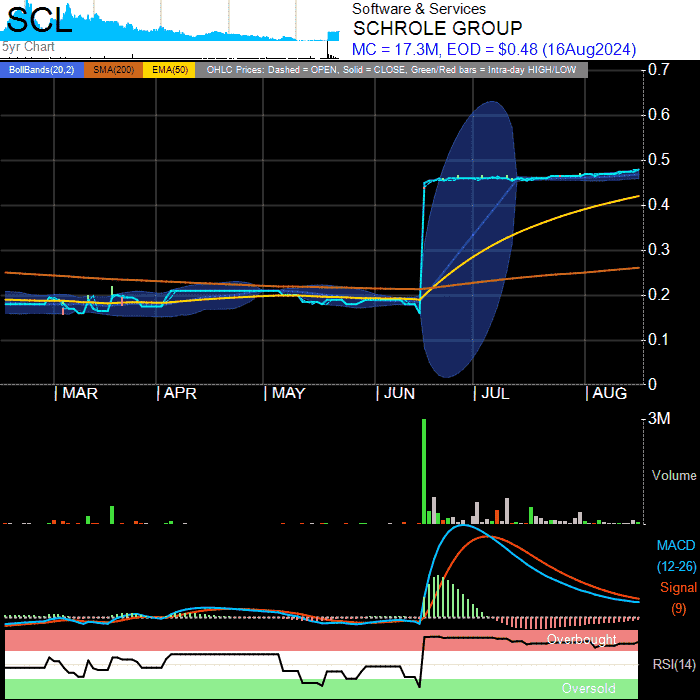 SCL
5yr Chart
Software & Services
SCHROLE GROUP
MC = 17.3M, EOD = $0.48 (16Aug2024)
BollBands(20,2) SMA(200) EMA(50) OHLC Prices: Dashed = OPEN, Solid = CLOSE, Green/Red bars = Intra-day HIGH/LOW
0.7
0.6
0.5
0.4
0.3
0.2
0.1
0
MAR APR MAY JUN JUL AUG
3M
Volume
MACD
(12-26)
Signal
(9)
Overbought
RSI(14)
Oversold